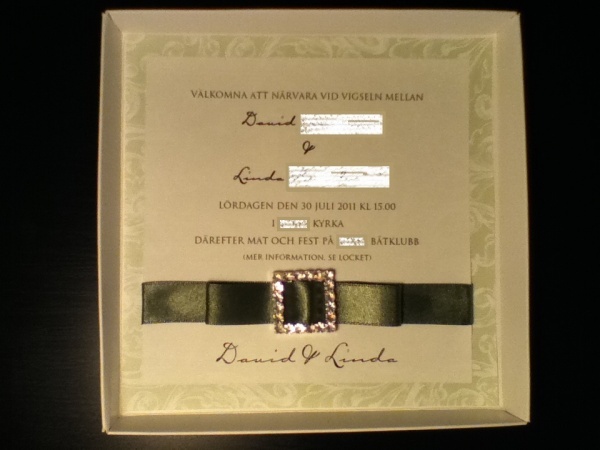 VÄLKOMNA ATT NÄRVARA VID VIGSELN MELLAN
David
&
Linda
LÖRDAGEN DEN 30 JULI 2011 KL 15.00
I KYRKA
DÄREFTER MAT OCH FEST PÅ BÅTKLUBB
(MER INFORMATION, SE LOCKET)
David & Linda